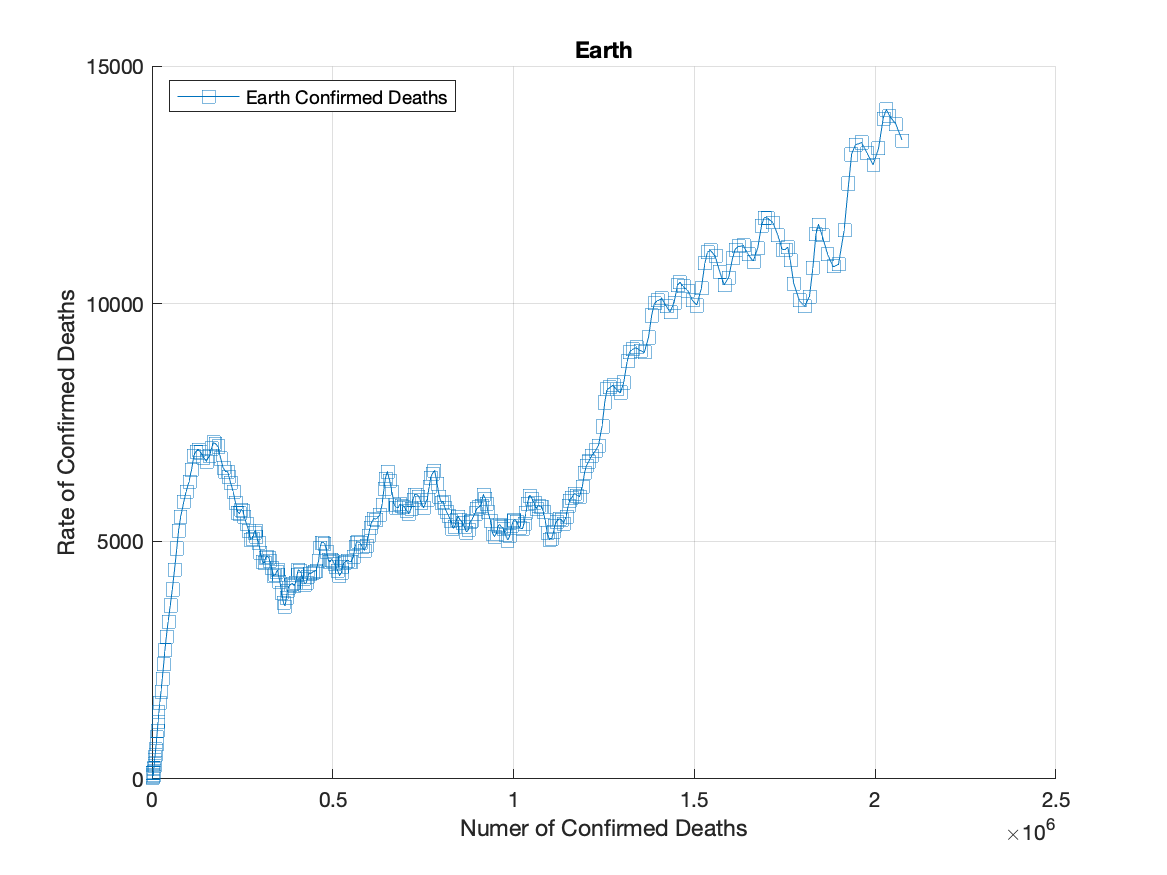 Earth
15000
Earth Confirmed Deaths
10000
5000
0
Rate of Confirmed Deaths
0 0.5 1 1.5 2 2.5
Numer of Confirmed Deaths
×10^6